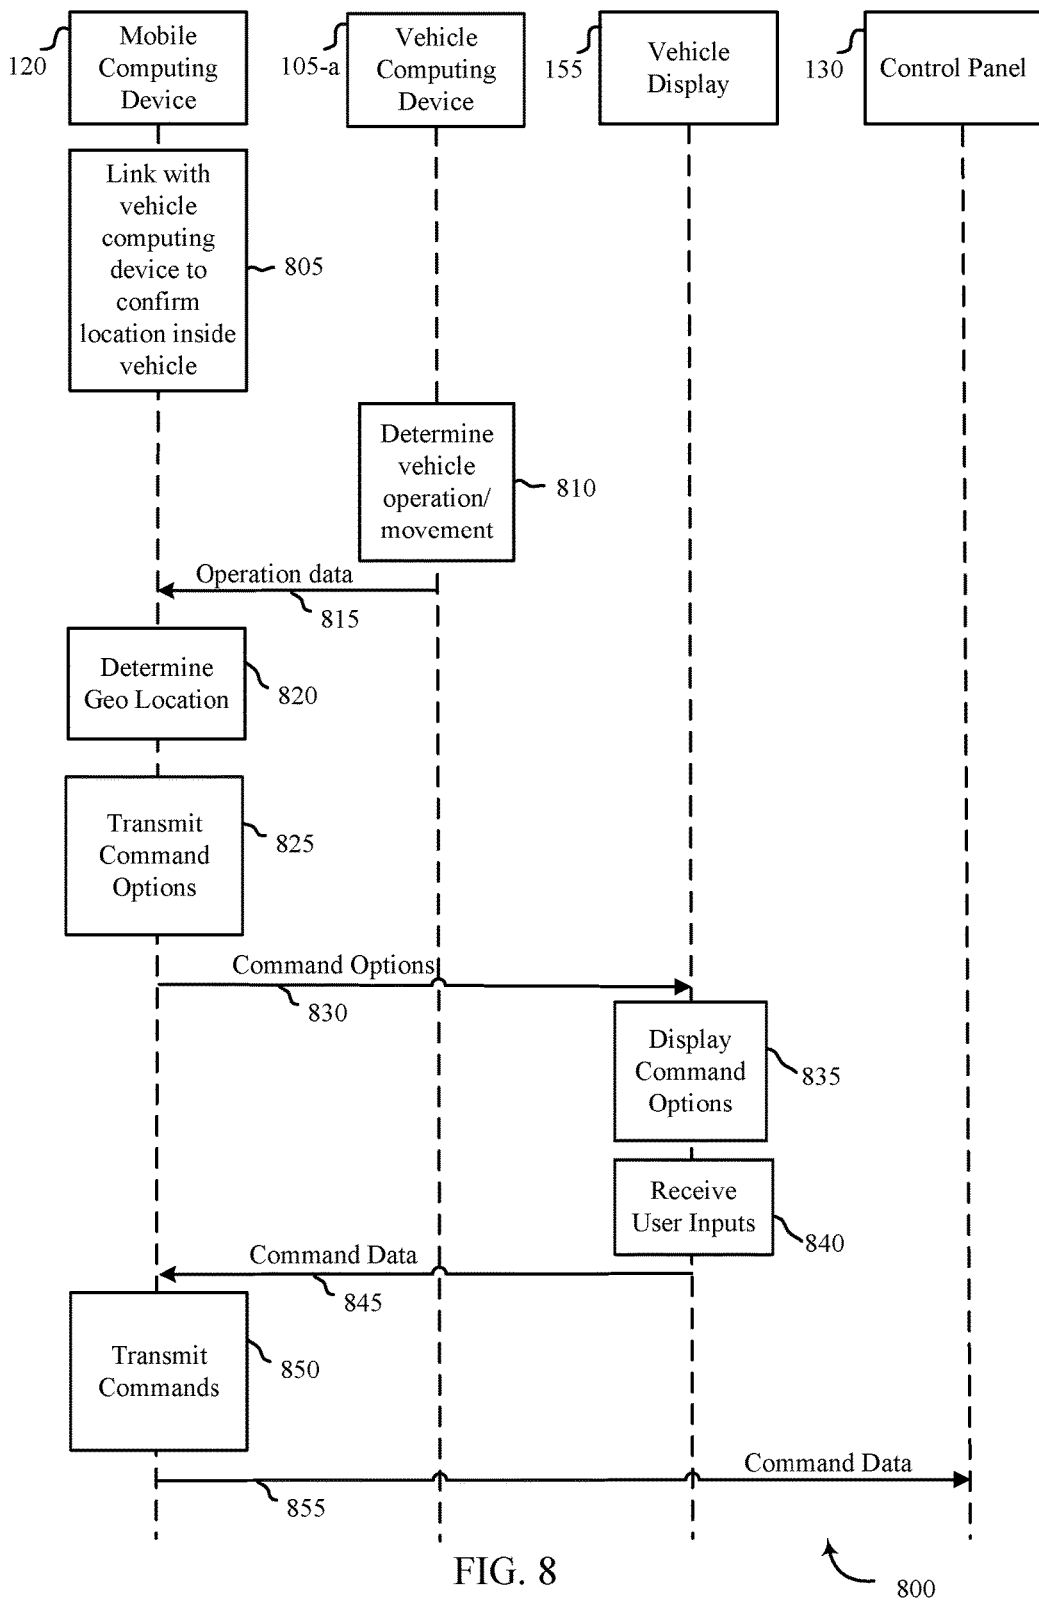 120
Mobile
Computing
Device
105-a
Vehicle
Computing
Device
155
Vehicle
Display
130
Control Panel
Link with
vehicle
computing
device to
confirm
location inside
vehicle
805
Determine
vehicle
operation/
movement
810
Operation data
815
Determine
Geo Location
820
Transmit
Command
Options
825
Command Options
830
Display
Command
Options
835
Receive
User Inputs
840
Command Data
845
Transmit
Commands
850
Command Data
855
FIG. 8
800